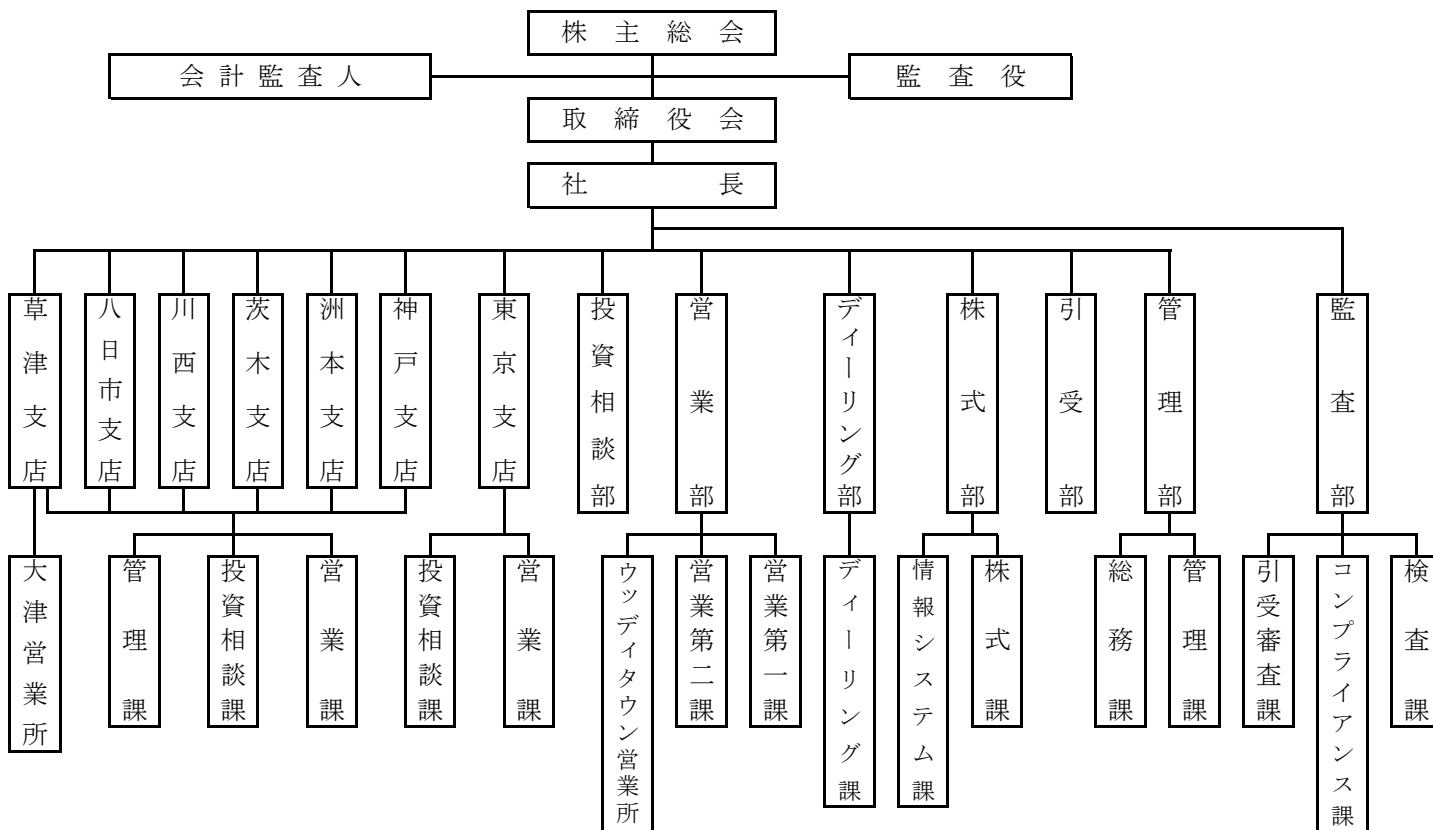 株主総会
会計監査人
監査役
取締役会
社長
草津支店
八日市支店
川西支店
茨木支店
洲本支店
神戸支店
東京支店
投資相談部
営業部
ディーリング部
株式部
引受部
管理部
監査部
大津営業所
管理課
投資相談課
営業課
投資相談課
営業課
ウッディタウン営業所
営業第二課
営業第一課
ディーリング課
情報システム課
株式課
総務課
管理課
引受審査課
コンプライアンス課
検査課